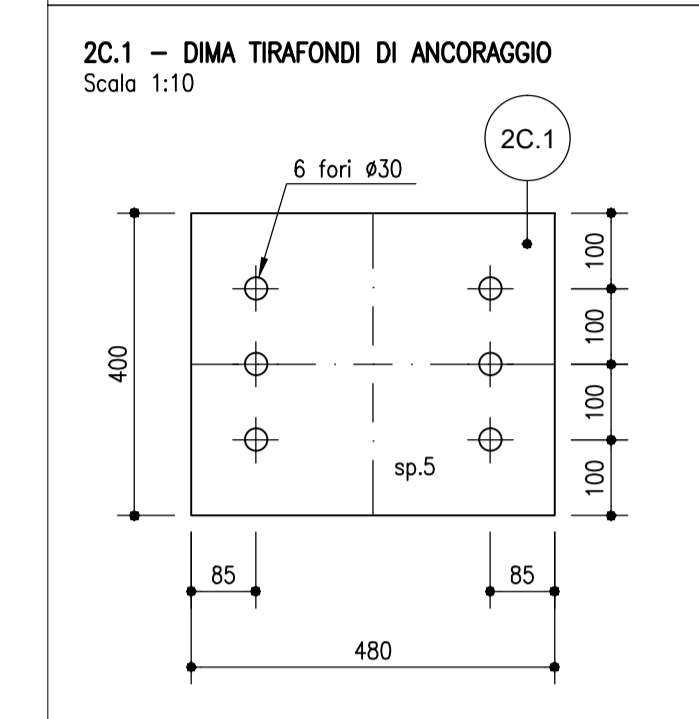 2C.1 – DIMA TIRAFONDI DI ANCORAGGIO
Scala 1:10
2C.1
6 fori ø30
100
100
400
100
sp.5
100
85
85
480